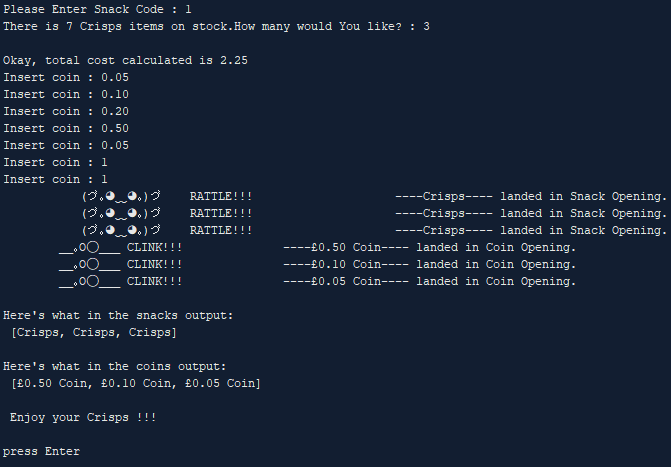 Please Enter Snack Code : 1
There is 7 Crisps items on stock.How many would You like? : 3
Okay, total cost calculated is 2.25
Insert coin : 0.05
Insert coin : 0.10
Insert coin : 0.20
Insert coin : 0.50
Insert coin : 0.05
Insert coin : 1
Insert coin : 1
(づ｡◕‿◕｡)づ RATTLE!!! ----Crisps---- landed in Snack Opening.
(づ｡◕‿◕｡)づ RATTLE!!! ----Crisps---- landed in Snack Opening.
(づ｡◕‿◕｡)づ RATTLE!!! ----Crisps---- landed in Snack Opening.
__｡o○___ CLINK!!! ----£0.50 Coin---- landed in Coin Opening.
__｡o○___ CLINK!!! ----£0.10 Coin---- landed in Coin Opening.
__｡o○___ CLINK!!! ----£0.05 Coin---- landed in Coin Opening.
Here's what in the snacks output:
[Crisps, Crisps, Crisps]
Here's what in the coins output:
[£0.50 Coin, £0.10 Coin, £0.05 Coin]
Enjoy your Crisps !!!
press Enter